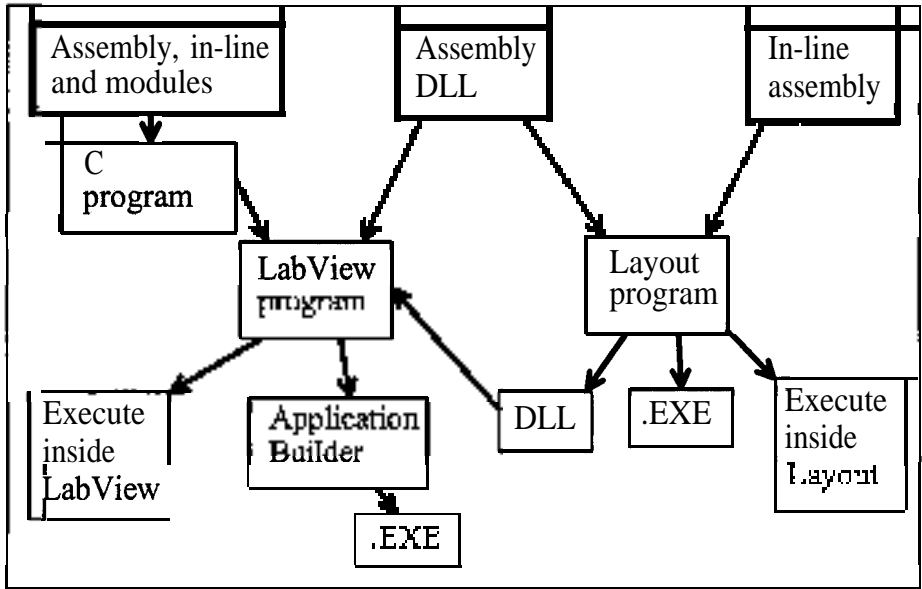 Assembly, in-line
and modules
Assembly
DLL
In-line
assembly
C
program
LabView
program
Layout
program
Execute
inside
LabView
Application
Builder
DLL
.EXE
Execute
inside
Layout
.EXE